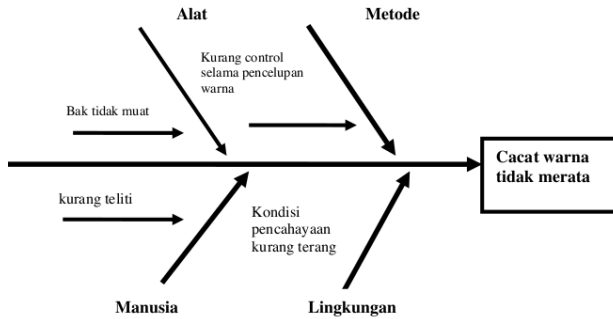 Alat
Metode
Kurang control
selama pencelupan
warna
Bak tidak muat
Cacat warna
tidak merata
kurang teliti
Kondisi
pencahayaan
kurang terang
Manusia
Lingkungan